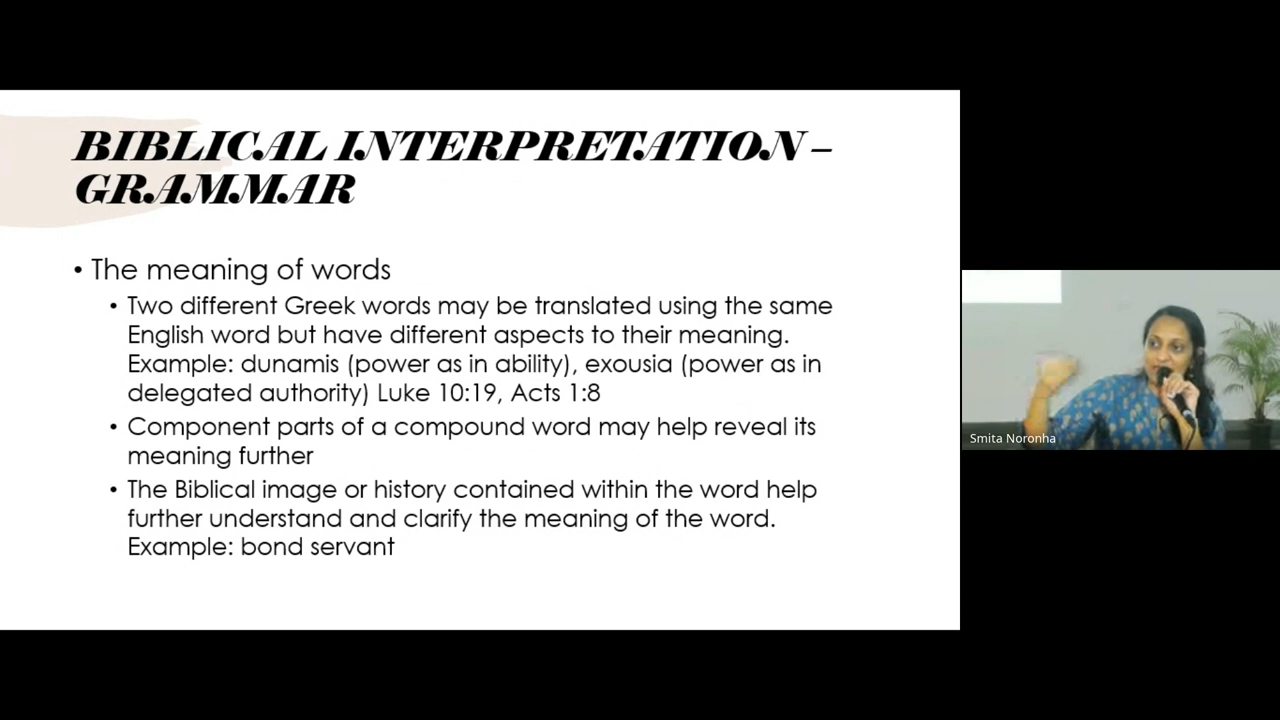 BIBLICAL INTERPRETATION –
GRAMMAR
• The meaning of words
• Two different Greek words may be translated using the same
English word but have different aspects to their meaning.
Example: dunamis (power as in ability), exousia (power as in
delegated authority) Luke 10:19, Acts 1:8
• Component parts of a compound word may help reveal its
meaning further
• The Biblical image or history contained within the word help
further understand and clarify the meaning of the word.
Example: bond servant
Smita Noronha